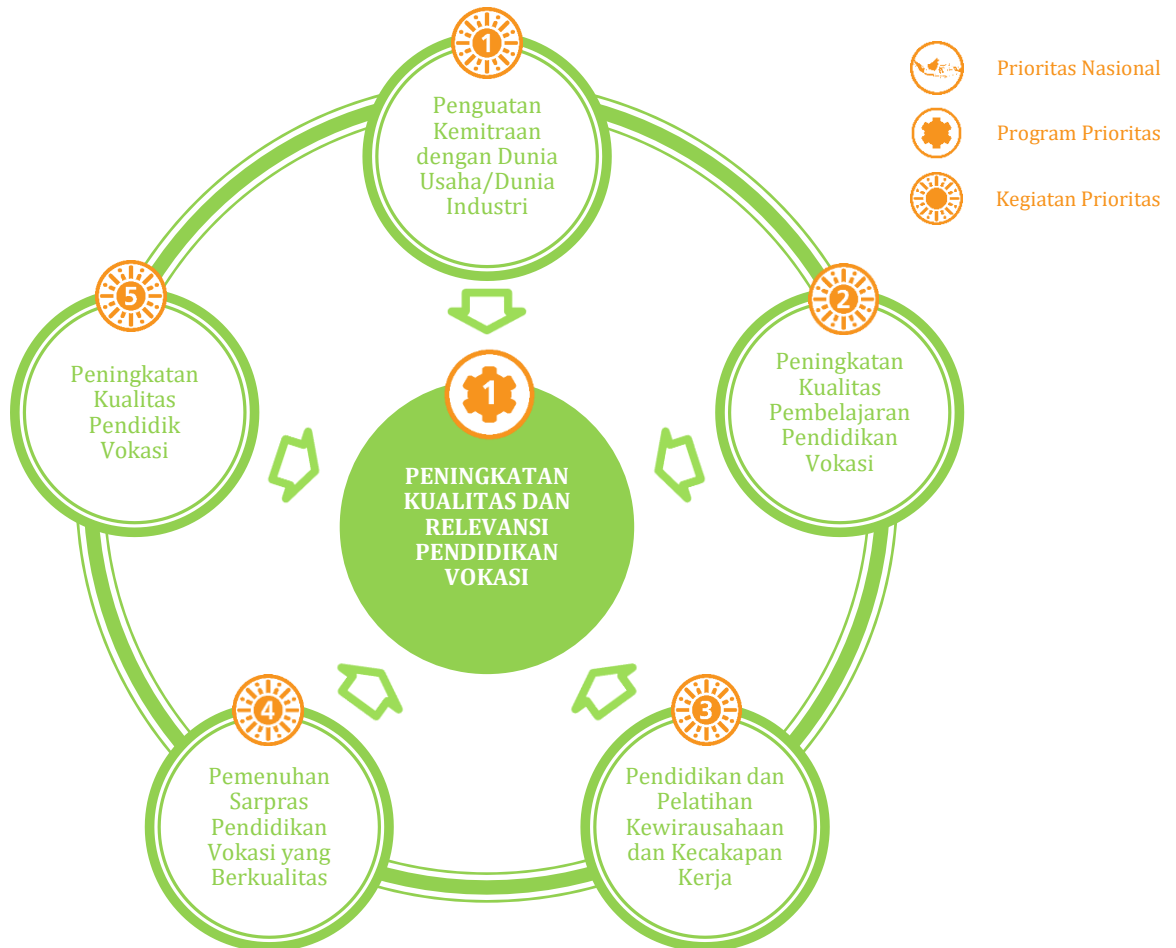 1
Penguatan
Kemitraan
dengan Dunia
Usaha/Dunia
Industri
Prioritas Nasional
Program Prioritas
Kegiatan Prioritas
5
Peningkatan
Kualitas
Pendidik
Vokasi
2
Peningkatan
Kualitas
Pembelajaran
Pendidikan
Vokasi
1
PENINGKATAN
KUALITAS DAN
RELEVANSI
PENDIDIKAN
VOKASI
4
Pemenuhan
Sarpras
Pendidikan
Vokasi yang
Berkualitas
3
Pendidikan dan
Pelatihan
Kewirausahaan
dan Kecakapan
Kerja